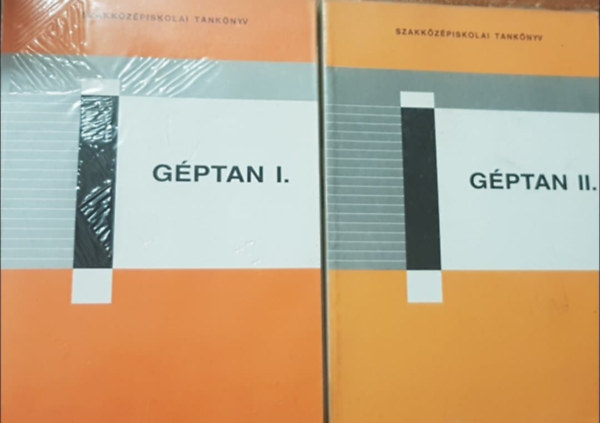 SZAKKÖZÉPISKOLAI TANKÖNYV
GÉPTAN I.
SZAKKÖZÉPISKOLAI TANKÖNYV
GÉPTAN II.